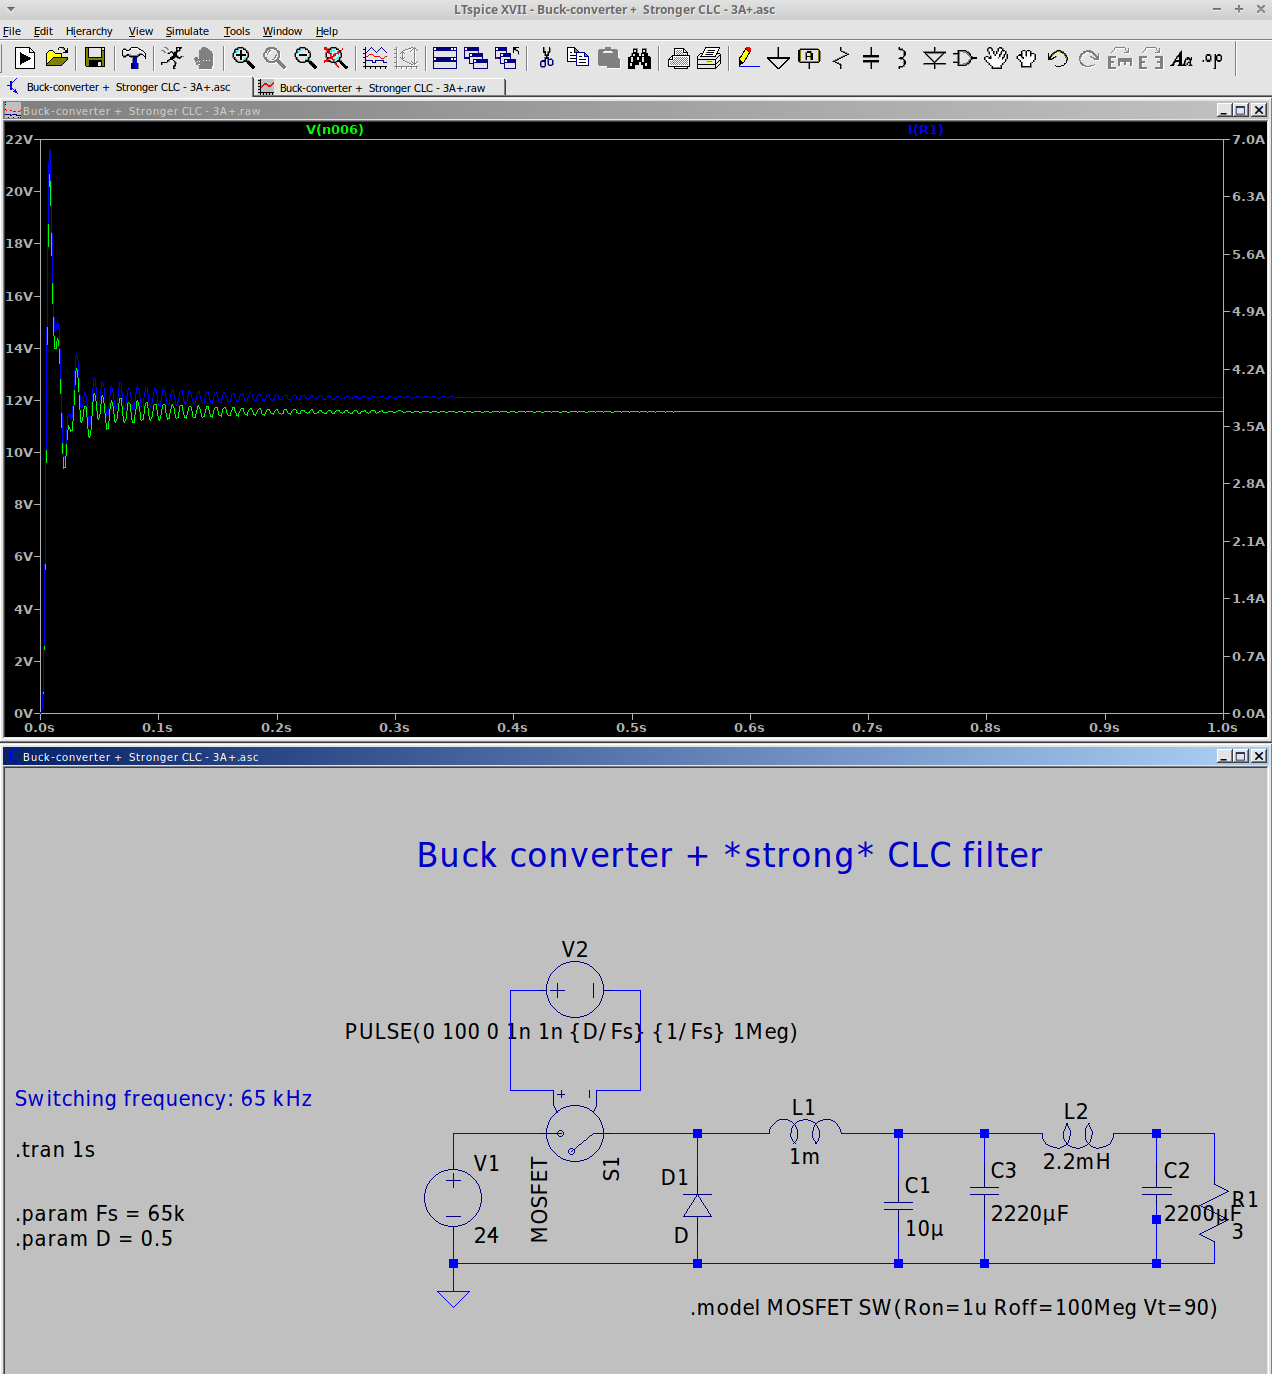 LTspice XVII - Buck-converter + Stronger CLC - 3A+.asc
File Edit Hierarchy View Simulate Tools Window Help
.op
Buck-converter + Stronger CLC - 3A+.asc
Buck-converter + Stronger CLC - 3A+.raw
Buck-converter + Stronger CLC - 3A+.raw
V(n006) I(R1)
22V 7.0A
20V 6.3A
18V 5.6A
16V 4.9A
14V 4.2A
12V 3.5A
10V 2.8A
8V 2.1A
6V 1.4A
4V 0.7A
2V 0.0A
0V
0.0s 0.1s 0.2s 0.3s 0.4s 0.5s 0.6s 0.7s 0.8s 0.9s 1.0s
Buck-converter + Stronger CLC - 3A+.asc
Buck converter + *strong* CLC filter
V2
PULSE(0 100 0 1n 1n {D/Fs} {1/Fs} 1Meg)
Switching frequency: 65 kHz
.tran 1s
.param Fs = 65k
.param D = 0.5
V1
24
MOSFET
S1
D1
D
L1
1m
C1
10µ
C3
2220µF
L2
2.2mH
C2
2200µF
R1
3
.model MOSFET SW(Ron=1u Roff=100Meg Vt=90)